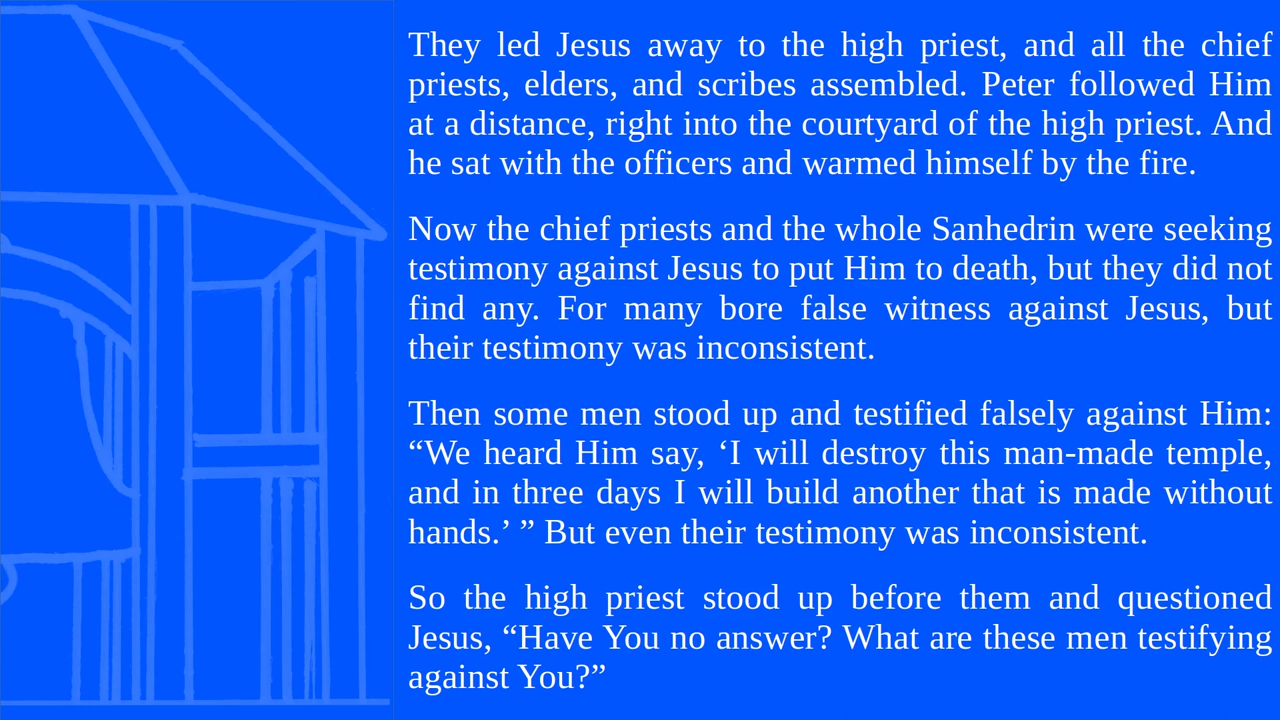 They led Jesus away to the high priest, and all the chief
priests, elders, and scribes assembled. Peter followed Him
at a distance, right into the courtyard of the high priest. And
he sat with the officers and warmed himself by the fire.
Now the chief priests and the whole Sanhedrin were seeking
testimony against Jesus to put Him to death, but they did not
find any. For many bore false witness against Jesus, but
their testimony was inconsistent.
Then some men stood up and testified falsely against Him:
“We heard Him say, ‘I will destroy this man-made temple,
and in three days I will build another that is made without
hands.’ ” But even their testimony was inconsistent.
So the high priest stood up before them and questioned
Jesus, “Have You no answer? What are these men testifying
against You?”